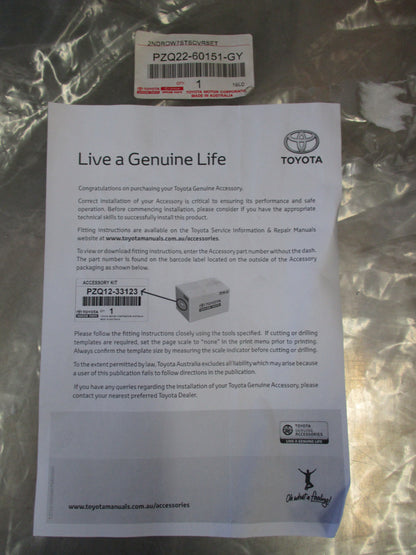 2NDROW7STSCVRSET
PZQ22-60151-GY
QTY
1
TOYOTA MOTOR CORPORATION
MADE IN AUSTRALIA
Live a Genuine Life
TOYOTA
Congratulations on purchasing your Toyota Genuine Accessory.
Correct installation of your Accessory is critical to ensuring its performance and safe
operation. Before commencing installation, please consider if you have the appropriate
technical skills to successfully install this product.
Fitting instructions are available on the Toyota Service Information & Repair Manuals
website at www.toyotamanuals.com.au/accessories.
To view or download fitting instructions, enter the Accessory part number without the dash.
The part number is found on the barcode label located on the outside of the Accessory
packaging as shown below.
ACCESSORY KIT
PZQ12-33123
QTY
1
Please follow the fitting instructions closely using the tools specified. If cutting or drilling
templates are required, set the page scale to "none" in the print menu prior to printing.
Always confirm the template size by measuring the scale indicator before cutting or drilling.
To the extent permitted by law, Toyota Australia excludes all liability which may arise because
a user of this publication fails to follow directions in the publication.
If you have any queries regarding the installation of your Toyota Genuine Accessory, please
contact your nearest preferred Toyota Dealer.
TOYOTA
GENUINE
ACCESSORIES
LIVE A GENUINE LIFE
www.toyotamanuals.com.au/accessories
Oh what a feeling!